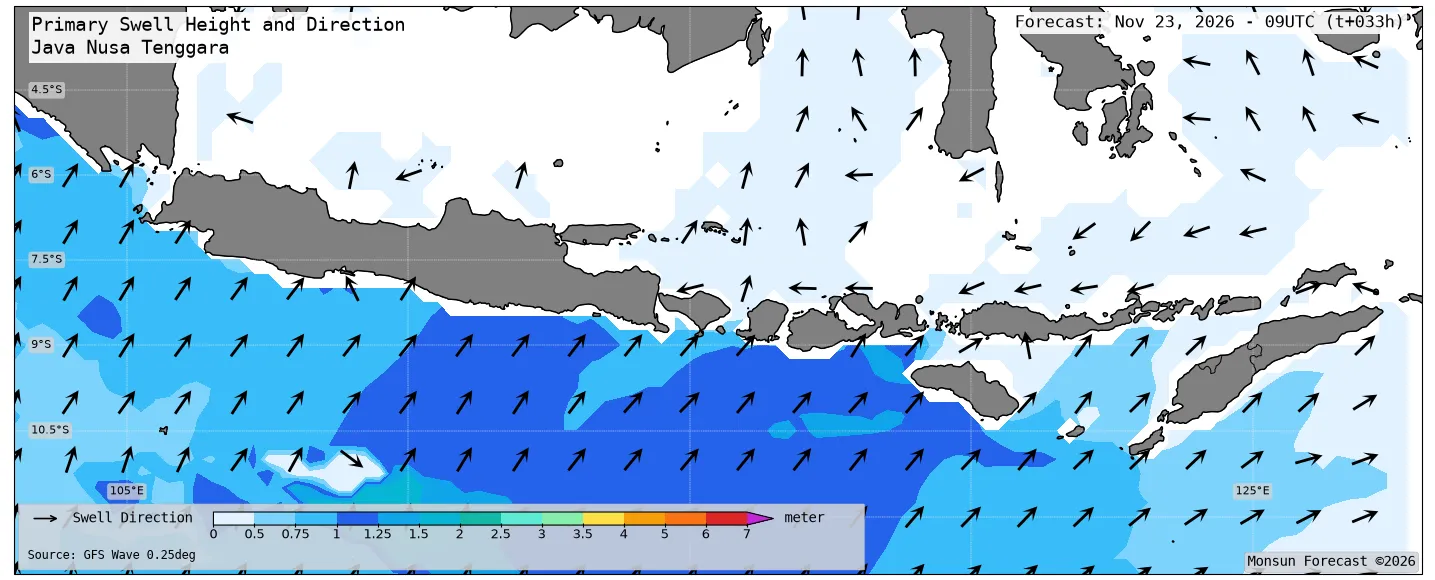 Primary Swell Height and Direction
Java Nusa Tenggara
Forecast: Nov 23, 2026 - 09UTC (t+033h)
4.5°S
6°S
7.5°S
9°S
10.5°S
105°E
125°E
Swell Direction
0 0.5 0.75 1 1.25 1.5 2 2.5 3 3.5 4 5 6 7
meter
Source: GFS Wave 0.25deg
Monsun Forecast ©2026